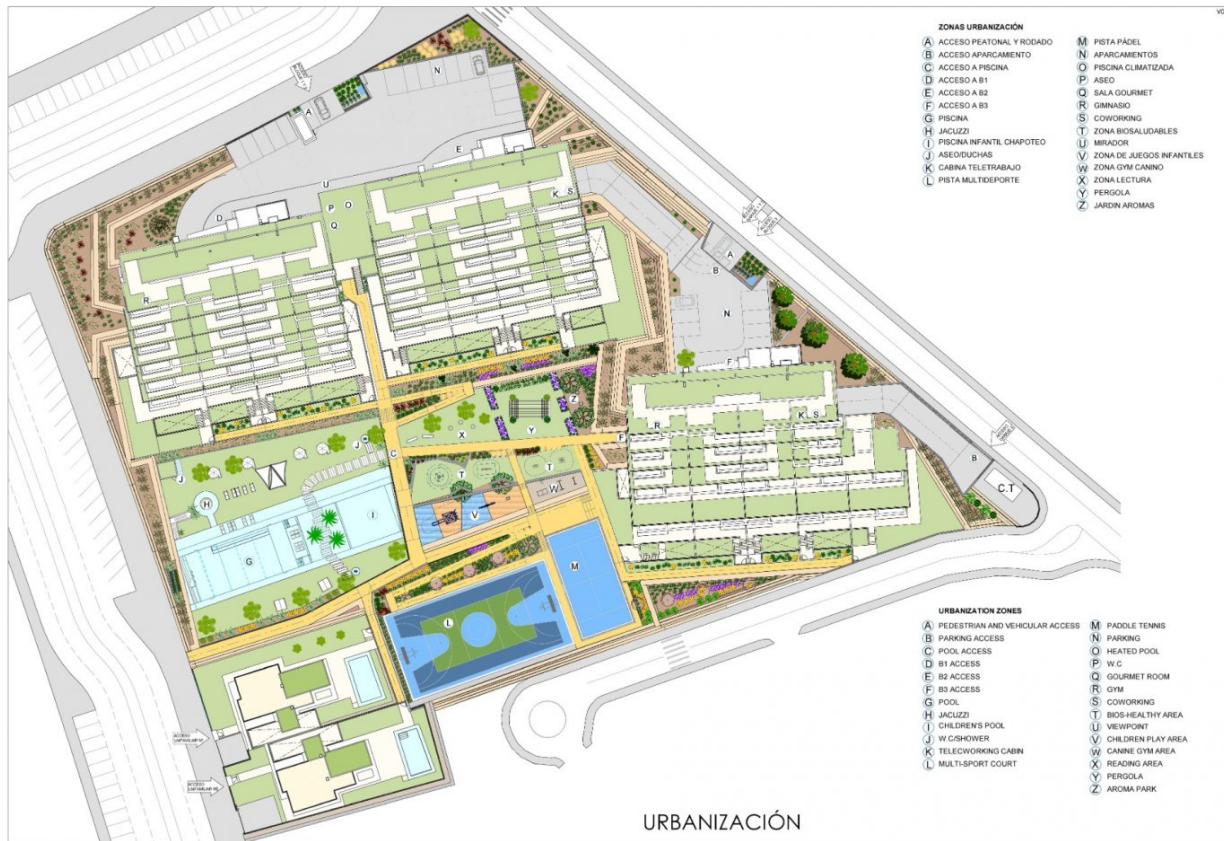 VO
ZONAS URBANIZACIÓN
A ACCESO PEATONAL Y RODADO
B ACCESO APARCAMIENTO
C ACCESO A PISCINA
D ACCESO A B1
E ACCESO A B2
F ACCESO A B3
G PISCINA
H JACUZZI
I PISCINA INFANTIL CHAPOTEO
J ASEO/DUCHAS
K CABINA TELETRABAJO
L PISTA MULTIDEPORTE
M PISTA PÁDEL
N APARCAMIENTOS
O PISCINA CLIMATIZADA
P ASEO
Q SALA GOURMET
R GIMNASIO
S COWORKING
T ZONA BIOSALUDABLES
U MIRADOR
V ZONA DE JUEGOS INFANTILES
W ZONA GYM CANINO
X ZONA LECTURA
Y PERGOLA
Z JARDIN AROMAS
N
A
E
U
P O
Q
D
K S
R
A
B
N
F
Z
X
Y
K S
R
F
J
C
J
T
T
H
W
I
V
G
M
L
B
C.T
URBANIZATION ZONES
A PEDESTRIAN AND VEHICULAR ACCESS
B PARKING ACCESS
C POOL ACCESS
D B1 ACCESS
E B2 ACCESS
F B3 ACCESS
G POOL
H JACUZZI
I CHILDREN'S POOL
J W.C/SHOWER
K TELECWORKING CABIN
L MULTI-SPORT COURT
M PADDLE TENNIS
N PARKING
O HEATED POOL
P W.C
Q GOURMET ROOM
R GYM
S COWORKING
T BIOS-HEALTHY AREA
U VIEWPOINT
V CHILDREN PLAY AREA
W CANINE GYM AREA
X READING AREA
Y PERGOLA
Z AROMA PARK
URBANIZACIÓN